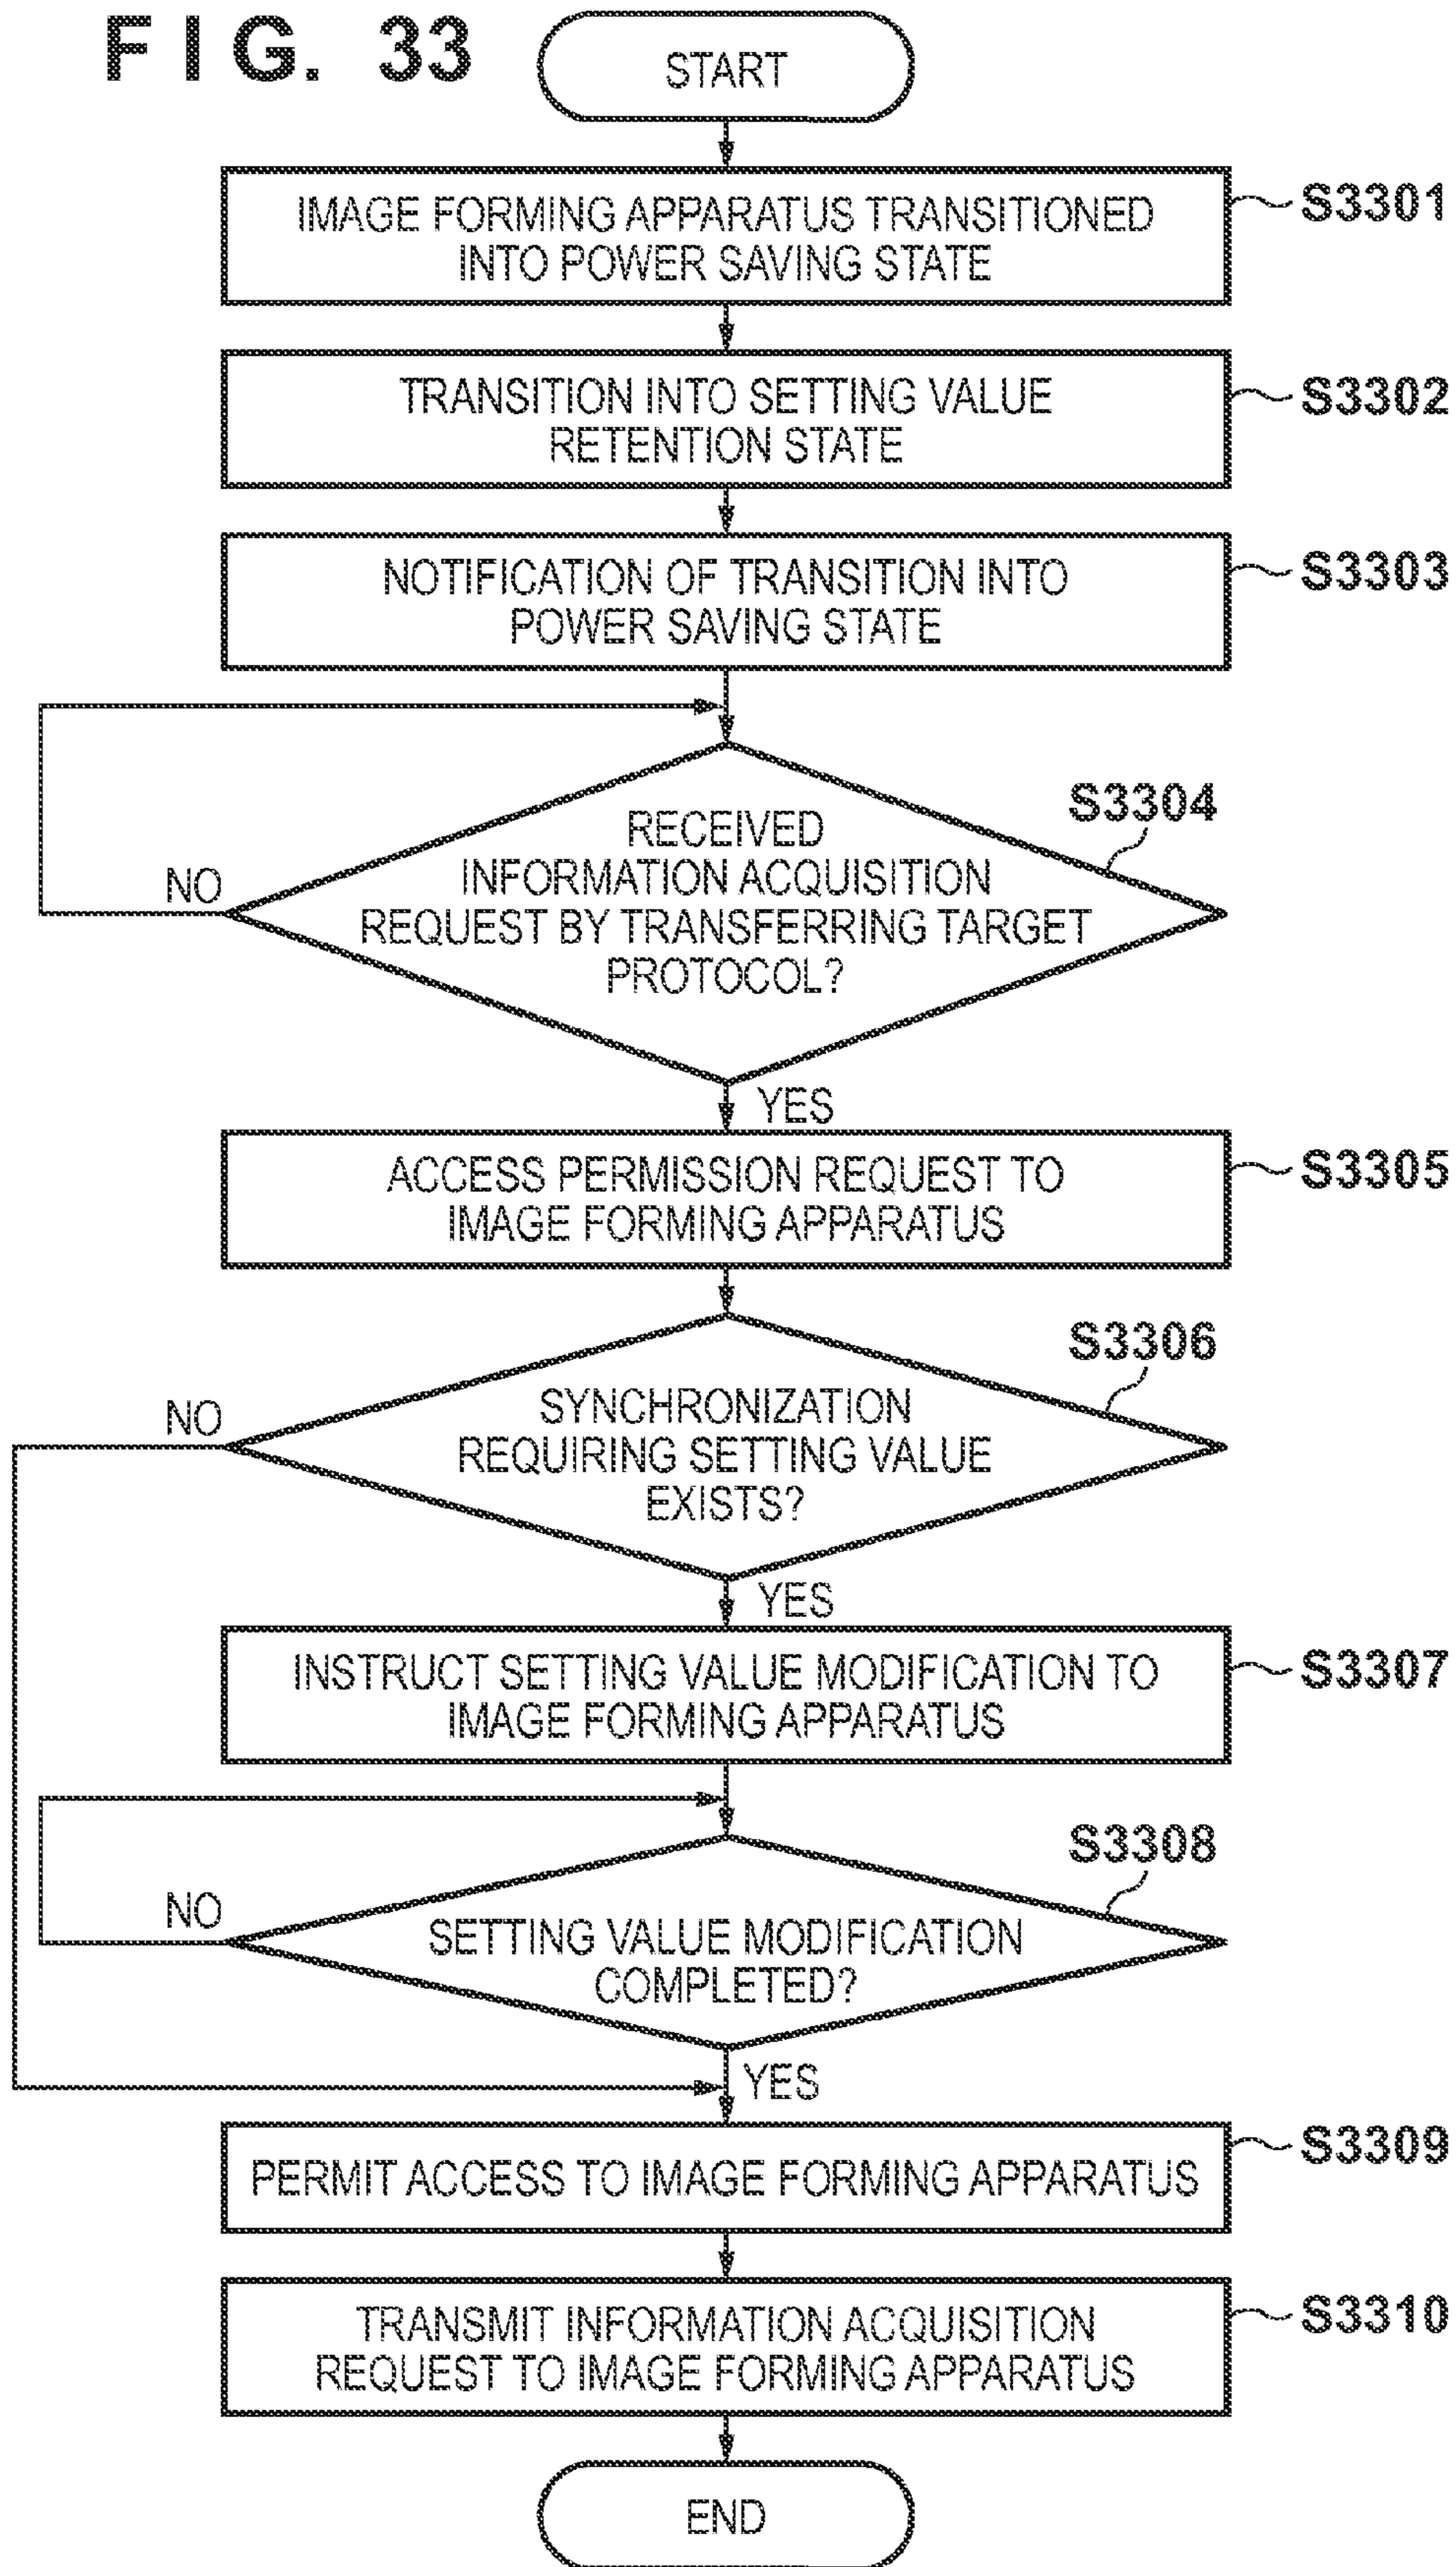 FIG. 33
START
IMAGE FORMING APPARATUS TRANSITIONED
INTO POWER SAVING STATE
S3301
TRANSITION INTO SETTING VALUE
RETENTION STATE
S3302
NOTIFICATION OF TRANSITION INTO
POWER SAVING STATE
S3303
S3304
RECEIVED
INFORMATION ACQUISITION
REQUEST BY TRANSFERRING TARGET
PROTOCOL?
NO
YES
ACCESS PERMISSION REQUEST TO
IMAGE FORMING APPARATUS
S3305
S3306
SYNCHRONIZATION
REQUIRING SETTING VALUE
EXISTS?
NO
YES
INSTRUCT SETTING VALUE MODIFICATION TO
IMAGE FORMING APPARATUS
S3307
S3308
SETTING VALUE MODIFICATION
COMPLETED?
NO
YES
PERMIT ACCESS TO IMAGE FORMING APPARATUS
S3309
TRANSMIT INFORMATION ACQUISITION
REQUEST TO IMAGE FORMING APPARATUS
S3310
END